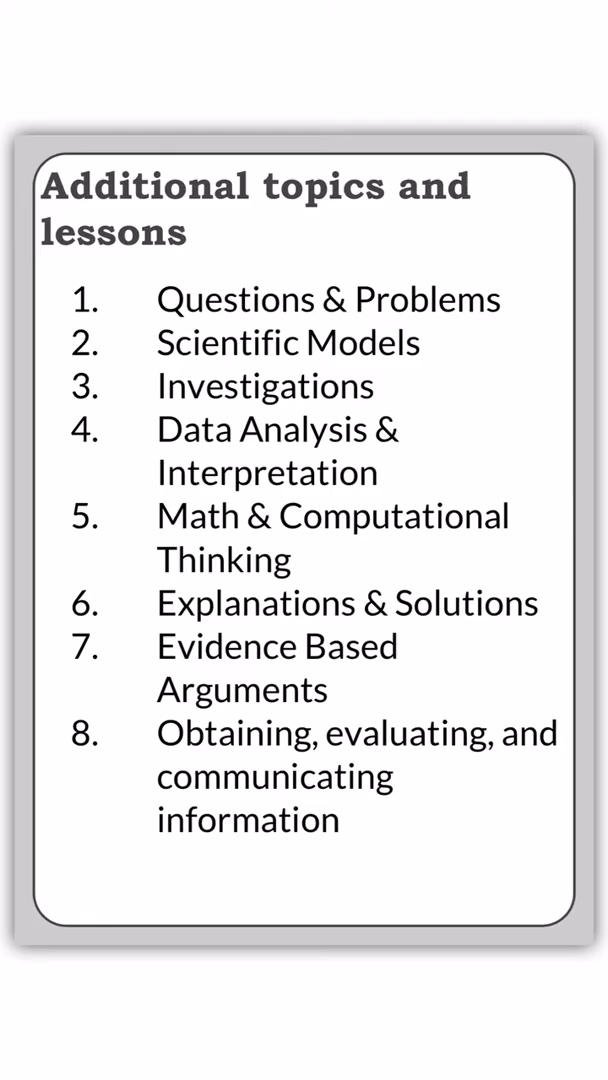 Additional topics and
lessons
1. Questions & Problems
2. Scientific Models
3. Investigations
4. Data Analysis &
Interpretation
5. Math & Computational
Thinking
6. Explanations & Solutions
7. Evidence Based
Arguments
8. Obtaining, evaluating, and
communicating
information